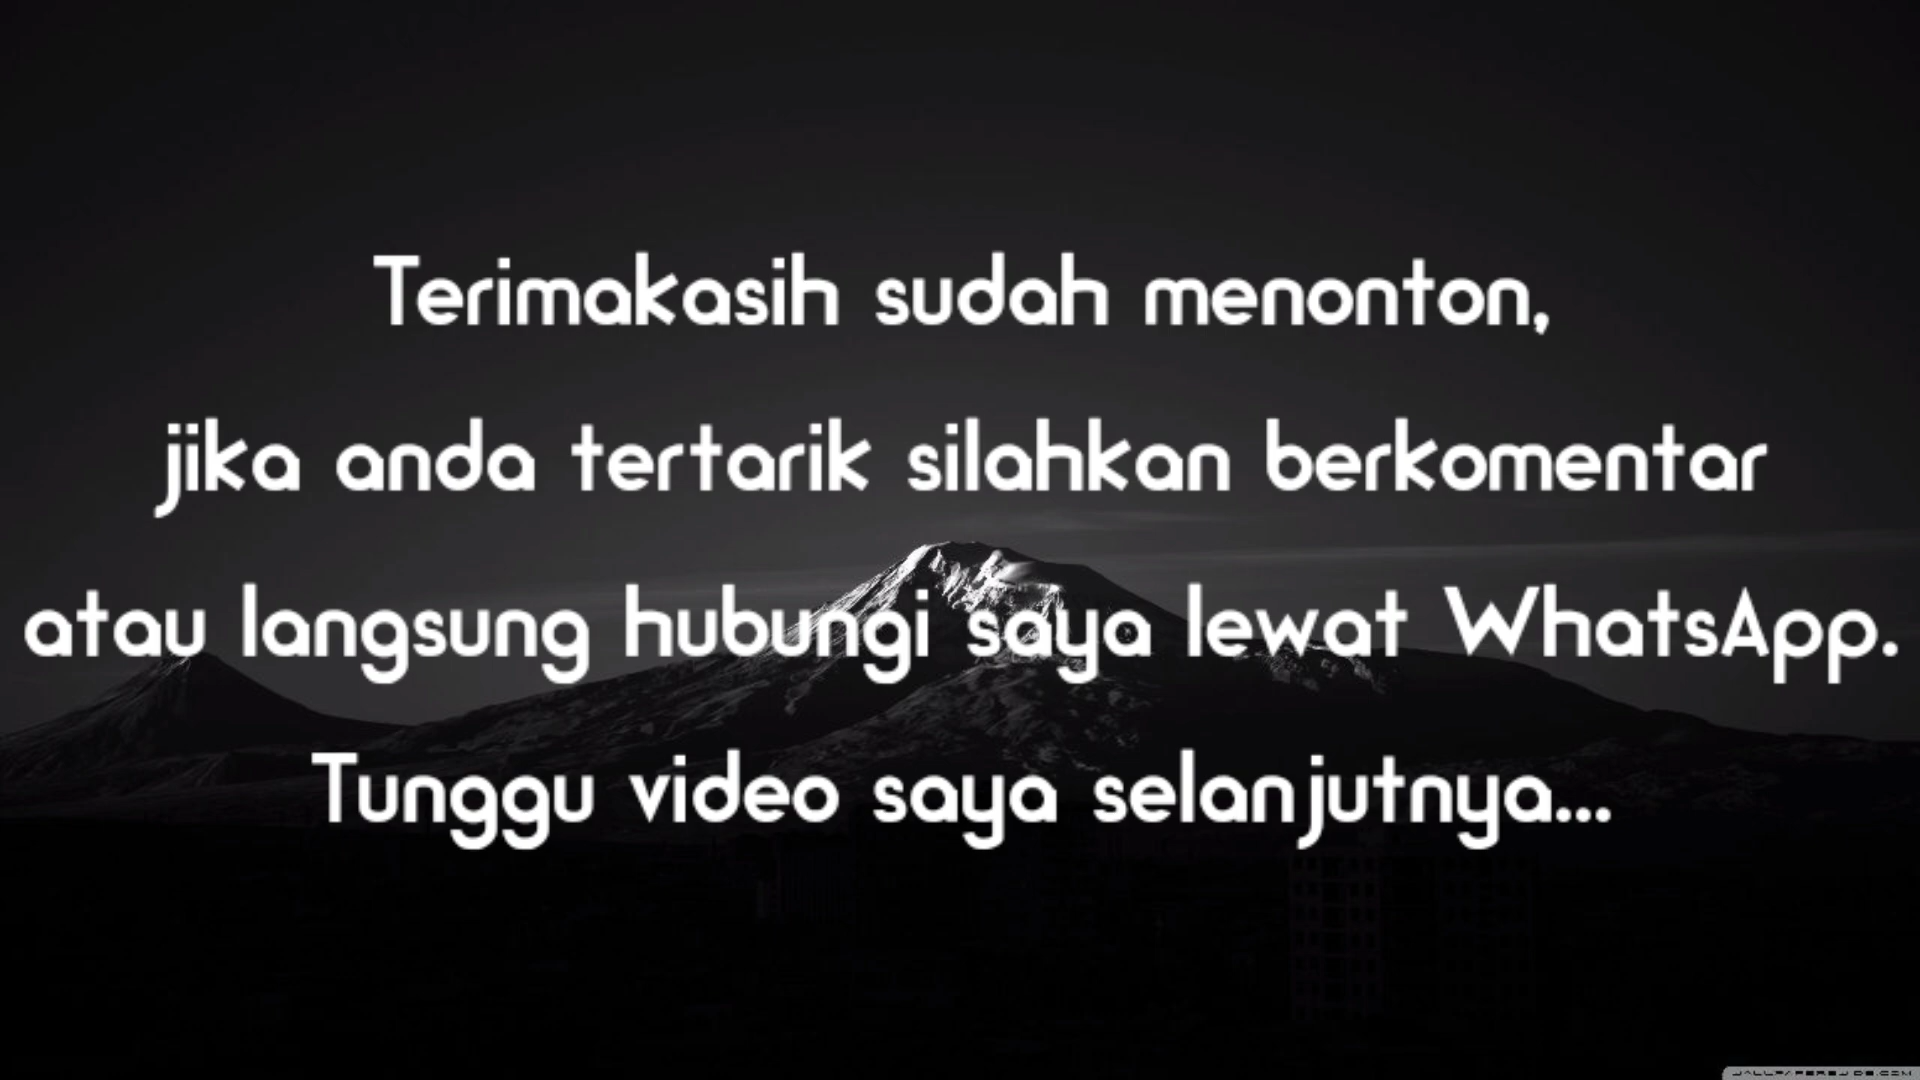 Terimakasih sudah menonton,
jika anda tertarik silahkan berkomentar
atau langsung hubungi saya lewat WhatsApp.
Tunggu video saya selanjutnya...